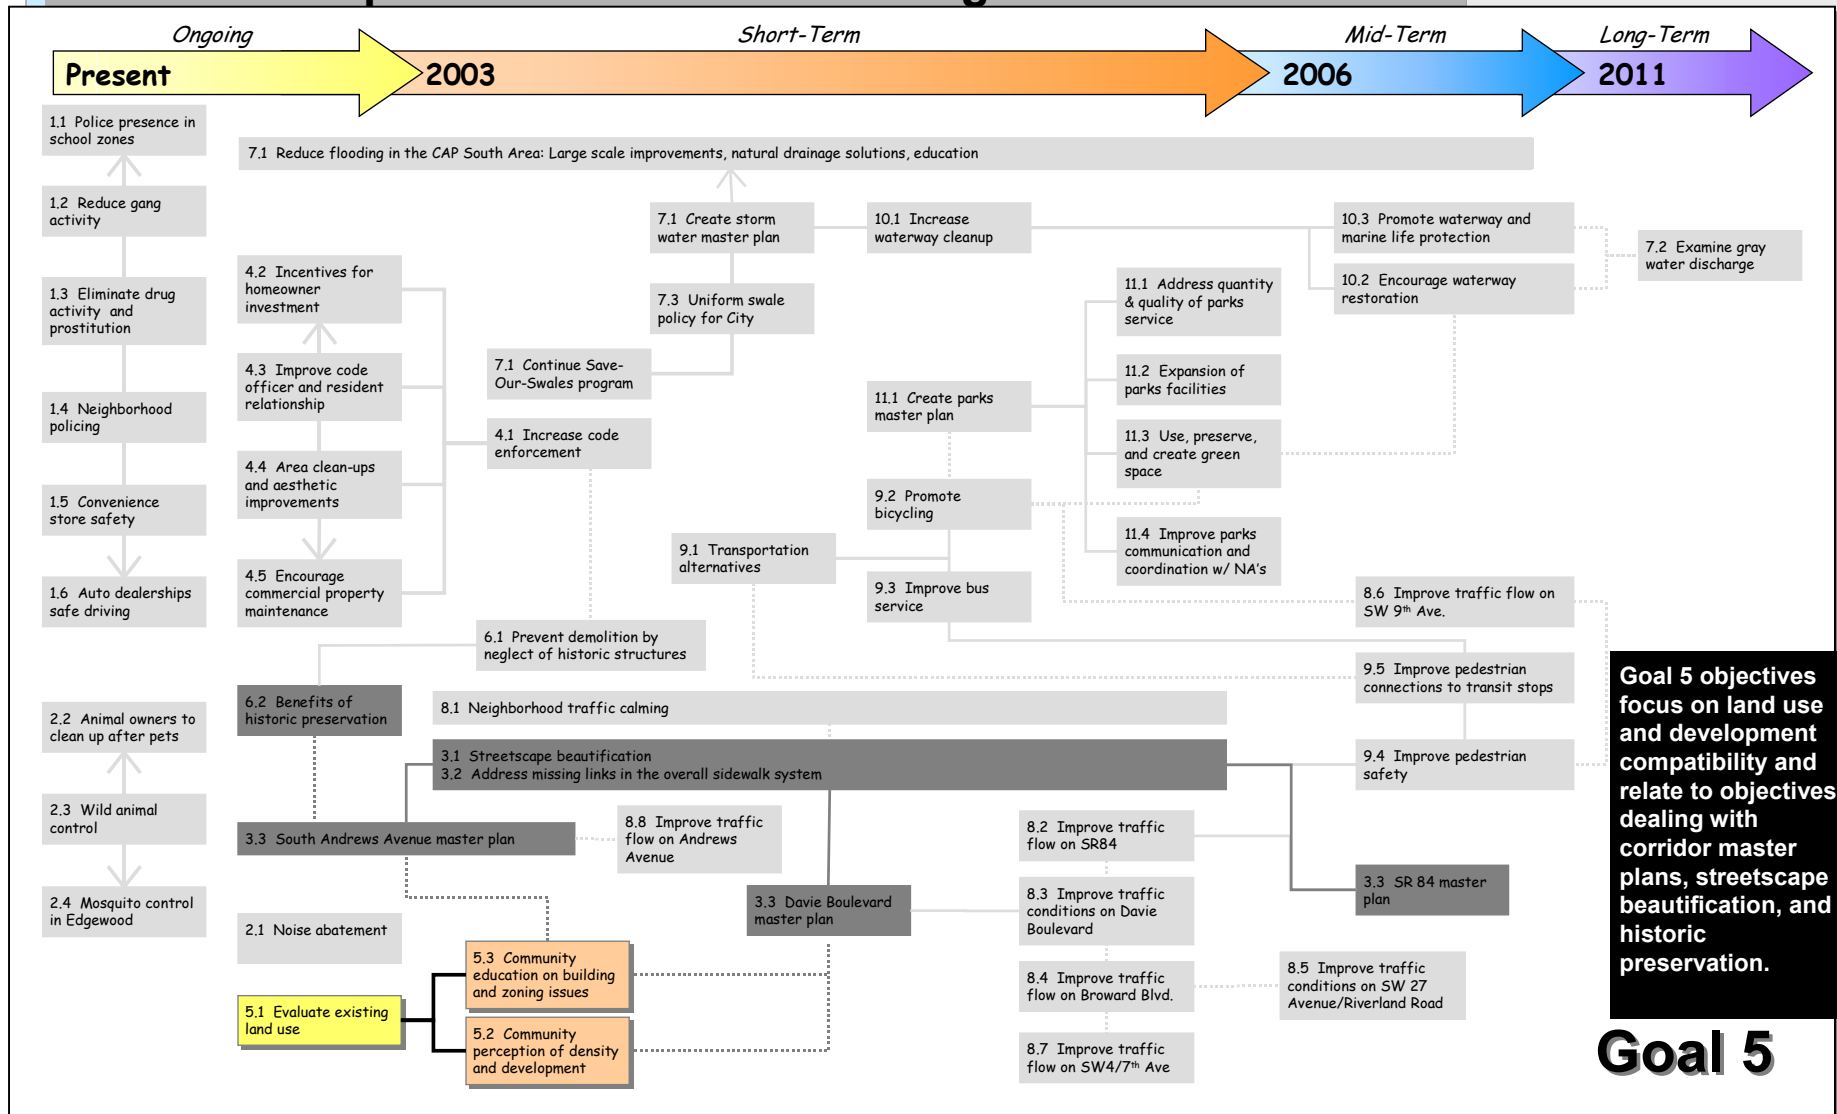 Ongoing
Short-Term
Mid-Term
Long-Term
Present
2003
2006
2011
1.1 Police presence in
school zones
7.1 Reduce flooding in the CAP South Area: Large scale improvements, natural drainage solutions, education
1.2 Reduce gang
activity
7.1 Create storm
water master plan
10.1 Increase
waterway cleanup
10.3 Promote waterway and
marine life protection
7.2 Examine gray
water discharge
4.2 Incentives for
homeowner
investment
10.2 Encourage waterway
restoration
11.1 Address quantity
& quality of parks
service
1.3 Eliminate drug
activity and
prostitution
7.3 Uniform swale
policy for City
4.3 Improve code
officer and resident
relationship
7.1 Continue Save-
Our-Swales program
11.2 Expansion of
parks facilities
11.1 Create parks
master plan
1.4 Neighborhood
policing
4.1 Increase code
enforcement
11.3 Use, preserve,
and create green
space
4.4 Area clean-ups
and aesthetic
improvements
1.5 Convenience
store safety
9.2 Promote
bicycling
11.4 Improve parks
communication and
coordination w/ NA's
9.1 Transportation
alternatives
1.6 Auto dealerships
safe driving
4.5 Encourage
commercial property
maintenance
9.3 Improve bus
service
8.6 Improve traffic flow on
SW 9th Ave.
6.1 Prevent demolition by
neglect of historic structures
9.5 Improve pedestrian
connections to transit stops
6.2 Benefits of
historic preservation
8.1 Neighborhood traffic calming
2.2 Animal owners to
clean up after pets
3.1 Streetscape beautification
3.2 Address missing links in the overall sidewalk system
9.4 Improve pedestrian
safety
2.3 Wild animal
control
3.3 South Andrews Avenue master plan
8.8 Improve traffic
flow on Andrews
Avenue
8.2 Improve traffic
flow on SR84
3.3 SR 84 master
plan
2.4 Mosquito control
in Edgewood
3.3 Davie Boulevard
master plan
8.3 Improve traffic
conditions on Davie
Boulevard
2.1 Noise abatement
5.3 Community
education on building
and zoning issues
8.4 Improve traffic
flow on Broward Blvd.
8.5 Improve traffic
conditions on SW 27
Avenue/Riverland Road
5.1 Evaluate existing
land use
5.2 Community
perception of density
and development
8.7 Improve traffic
flow on SW4/7th Ave
Goal 5 objectives
focus on land use
and development
compatibility and
relate to objectives
dealing with
corridor master
plans, streetscape
beautification, and
historic
preservation.
Goal 5